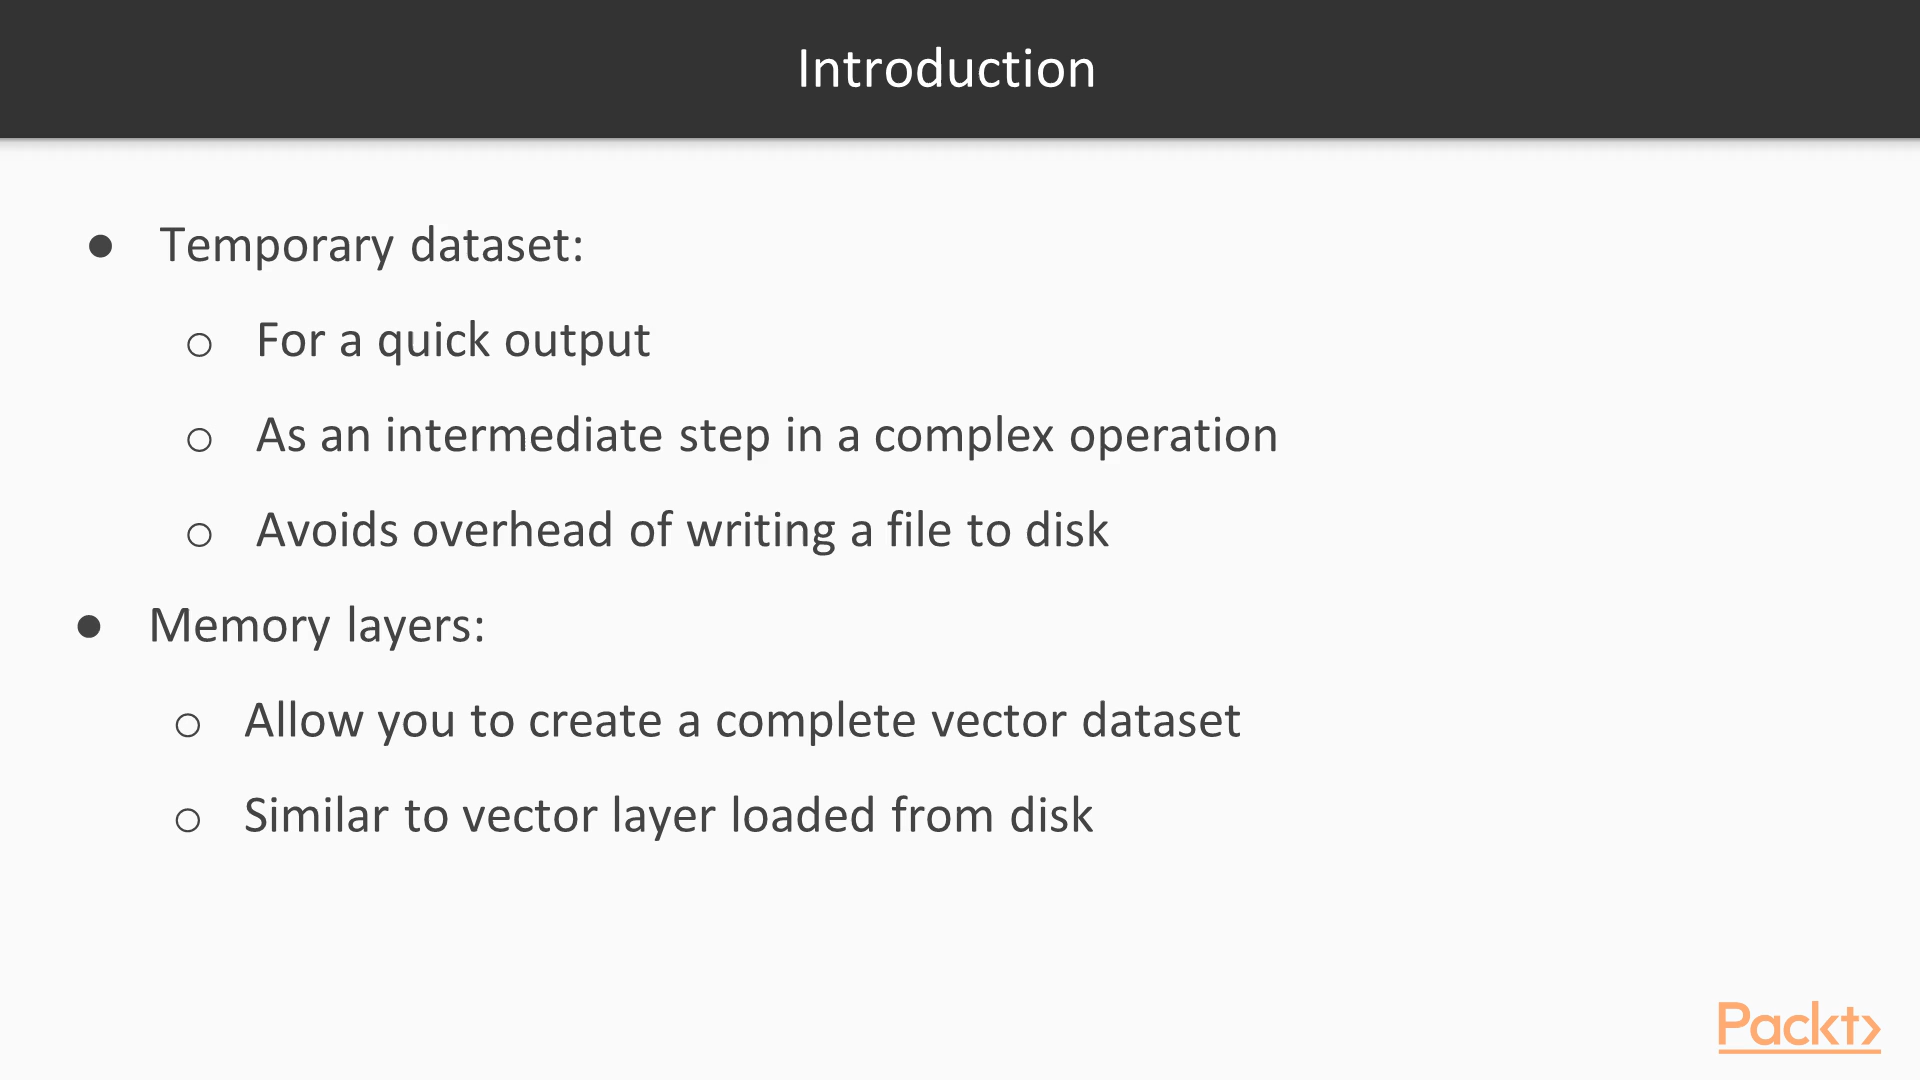 Introduction
● Temporary dataset:
○ For a quick output
○ As an intermediate step in a complex operation
○ Avoids overhead of writing a file to disk
● Memory layers:
○ Allow you to create a complete vector dataset
○ Similar to vector layer loaded from disk
Packt>